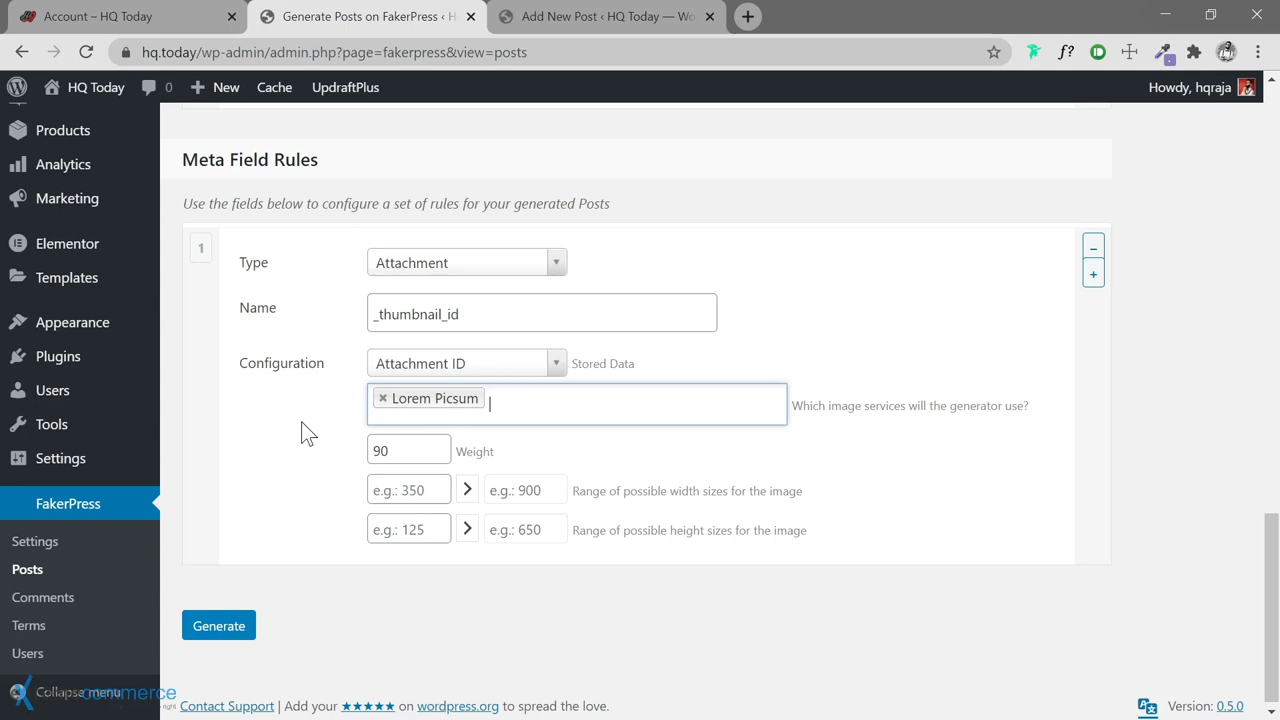 Account – HQ Today
Generate Posts on FakerPress ‹ H
Add New Post ‹ HQ Today — Wo
hq.today/wp-admin/admin.php?page=fakerpress&view=posts
f?
HQ Today
0
New
Cache
UpdraftPlus
Howdy, hqraja
Products
Analytics
Marketing
Elementor
Templates
Appearance
Plugins
Users
Tools
Settings
FakerPress
Settings
Posts
Comments
Terms
Users
Collapse menu
commerce
Meta Field Rules
Use the fields below to configure a set of rules for your generated Posts
1
Type
Attachment
–
+
Name
_thumbnail_id
Configuration
Attachment ID
Stored Data
× Lorem Picsum
Which image services will the generator use?
90
Weight
e.g.: 350
e.g.: 900
Range of possible width sizes for the image
e.g.: 125
e.g.: 650
Range of possible height sizes for the image
Generate
Contact Support | Add your ★★★★★ on wordpress.org to spread the love.
Version: 0.5.0